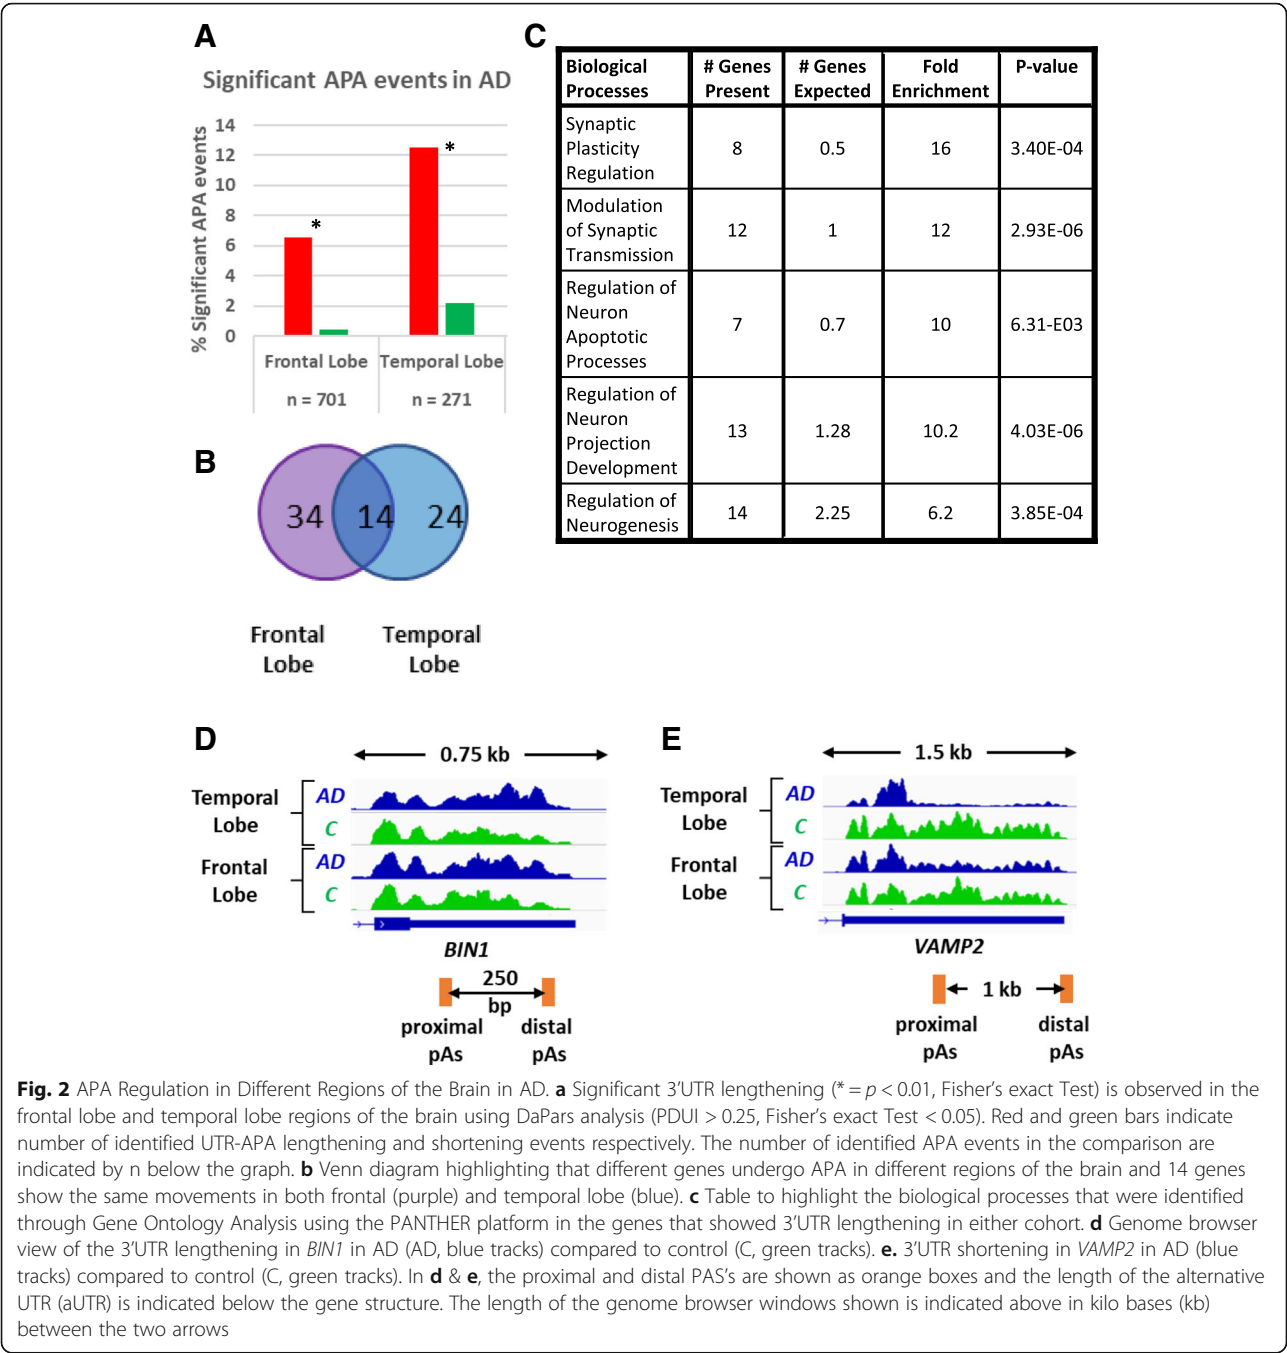 A
Significant APA events in AD
% Significant APA events
14
12
10
8
6
4
2
0
*
*
Frontal Lobe
Temporal Lobe
n = 701
n = 271
B
34
14
24
Frontal
Lobe
Temporal
Lobe
C
Biological
Processes
# Genes
Present
# Genes
Expected
Fold
Enrichment
P-value
Synaptic
Plasticity
Regulation
8
0.5
16
3.40E-04
Modulation
of Synaptic
Transmission
12
1
12
2.93E-06
Regulation of
Neuron
Apoptotic
Processes
7
0.7
10
6.31-E03
Regulation of
Neuron
Projection
Development
13
1.28
10.2
4.03E-06
Regulation of
Neurogenesis
14
2.25
6.2
3.85E-04
D
0.75 kb
Temporal
Lobe
AD
C
Frontal
Lobe
AD
C
BIN1
250
bp
proximal
pAs
distal
pAs
E
1.5 kb
Temporal
Lobe
AD
C
Frontal
Lobe
AD
C
VAMP2
1 kb
proximal
pAs
distal
pAs
Fig. 2 APA Regulation in Different Regions of the Brain in AD. a Significant 3’UTR lengthening (* = p < 0.01, Fisher’s exact Test) is observed in the
frontal lobe and temporal lobe regions of the brain using DaPars analysis (PDUI > 0.25, Fisher’s exact Test < 0.05). Red and green bars indicate
number of identified UTR-APA lengthening and shortening events respectively. The number of identified APA events in the comparison are
indicated by n below the graph. b Venn diagram highlighting that different genes undergo APA in different regions of the brain and 14 genes
show the same movements in both frontal (purple) and temporal lobe (blue). c Table to highlight the biological processes that were identified
through Gene Ontology Analysis using the PANTHER platform in the genes that showed 3’UTR lengthening in either cohort. d Genome browser
view of the 3’UTR lengthening in BIN1 in AD (AD, blue tracks) compared to control (C, green tracks). e. 3’UTR shortening in VAMP2 in AD (blue
tracks) compared to control (C, green tracks). In d & e, the proximal and distal PAS’s are shown as orange boxes and the length of the alternative
UTR (aUTR) is indicated below the gene structure. The length of the genome browser windows shown is indicated above in kilo bases (kb)
between the two arrows